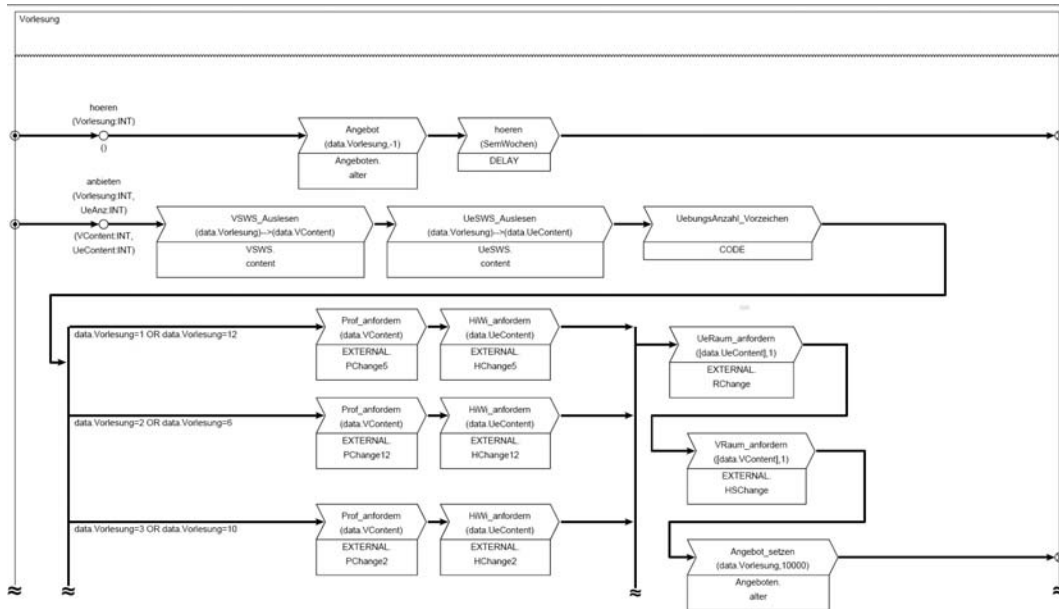 Vorlesung
hoeren
(Vorlesung:INT)
()
Angebot
(data.Vorlesung,-1)
Angeboten.
alter
hoeren
(SemWochen)
DELAY
anbieten
(Vorlesung:INT,
UeAnz:INT)
(VContent:INT,
UeContent:INT)
VSWS_Auslesen
(data.Vorlesung)-->(data.VContent)
VSWS.
content
UeSWS_Auslesen
(data.Vorlesung)-->(data.UeContent)
UeSWS.
content
UebungsAnzahl_Vorzeichen
CODE
data.Vorlesung=1 OR data.Vorlesung=12
Prof_anfordern
(data.VContent)
EXTERNAL.
PChange5
HiWi_anfordern
(data.UeContent)
EXTERNAL.
HChange5
UeRaum_anfordern
([data.UeContent],1)
EXTERNAL.
RChange
data.Vorlesung=2 OR data.Vorlesung=6
Prof_anfordern
(data.VContent)
EXTERNAL.
PChange12
HiWi_anfordern
(data.UeContent)
EXTERNAL.
HChange12
VRaum_anfordern
([data.VContent],1)
EXTERNAL.
HSChange
data.Vorlesung=3 OR data.Vorlesung=10
Prof_anfordern
(data.VContent)
EXTERNAL.
PChange2
HiWi_anfordern
(data.UeContent)
EXTERNAL.
HChange2
Angebot_setzen
(data.Vorlesung,10000)
Angeboten.
alter